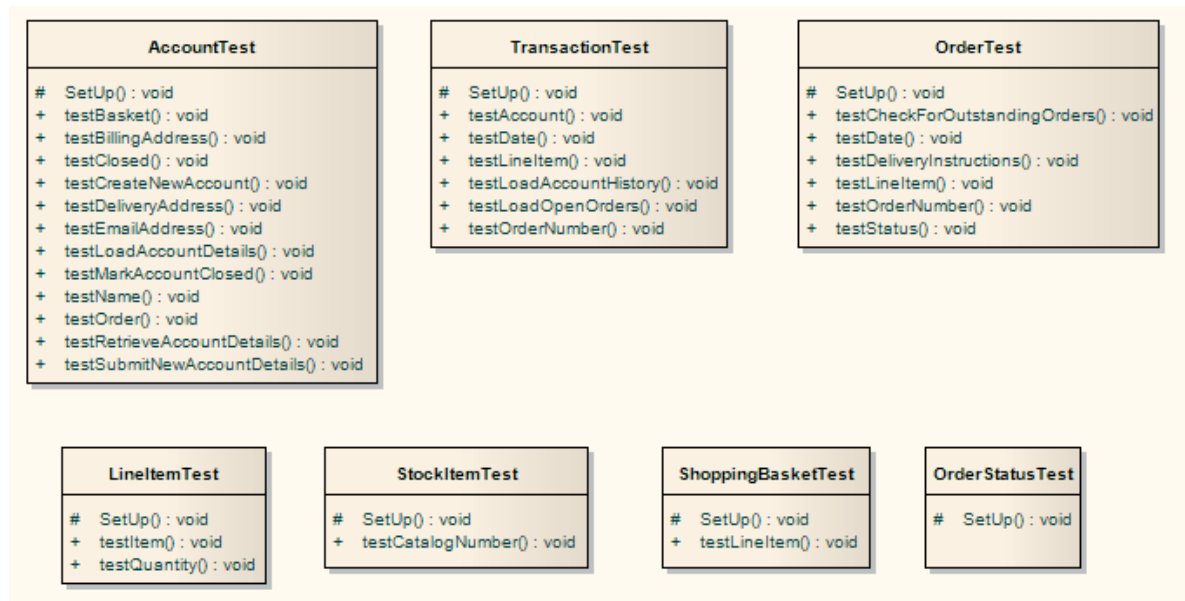 AccountTest
# SetUp() : void
+ testBasket() : void
+ testBillingAddress() : void
+ testClosed() : void
+ testCreateNewAccount() : void
+ testDeliveryAddress() : void
+ testEmailAddress() : void
+ testLoadAccountDetails() : void
+ testMarkAccountClosed() : void
+ testName() : void
+ testOrder() : void
+ testRetrieveAccountDetails() : void
+ testSubmitNewAccountDetails() : void
TransactionTest
# SetUp() : void
+ testAccount() : void
+ testDate() : void
+ testLineItem() : void
+ testLoadAccountHistory() : void
+ testLoadOpenOrders() : void
+ testOrderNumber() : void
OrderTest
# SetUp() : void
+ testCheckForOutstandingOrders() : void
+ testDate() : void
+ testDeliveryInstructions() : void
+ testLineItem() : void
+ testOrderNumber() : void
+ testStatus() : void
LineItemTest
# SetUp() : void
+ testItem() : void
+ testQuantity() : void
StockItemTest
# SetUp() : void
+ testCatalogNumber() : void
ShoppingBasketTest
# SetUp() : void
+ testLineItem() : void
OrderStatusTest
# SetUp() : void